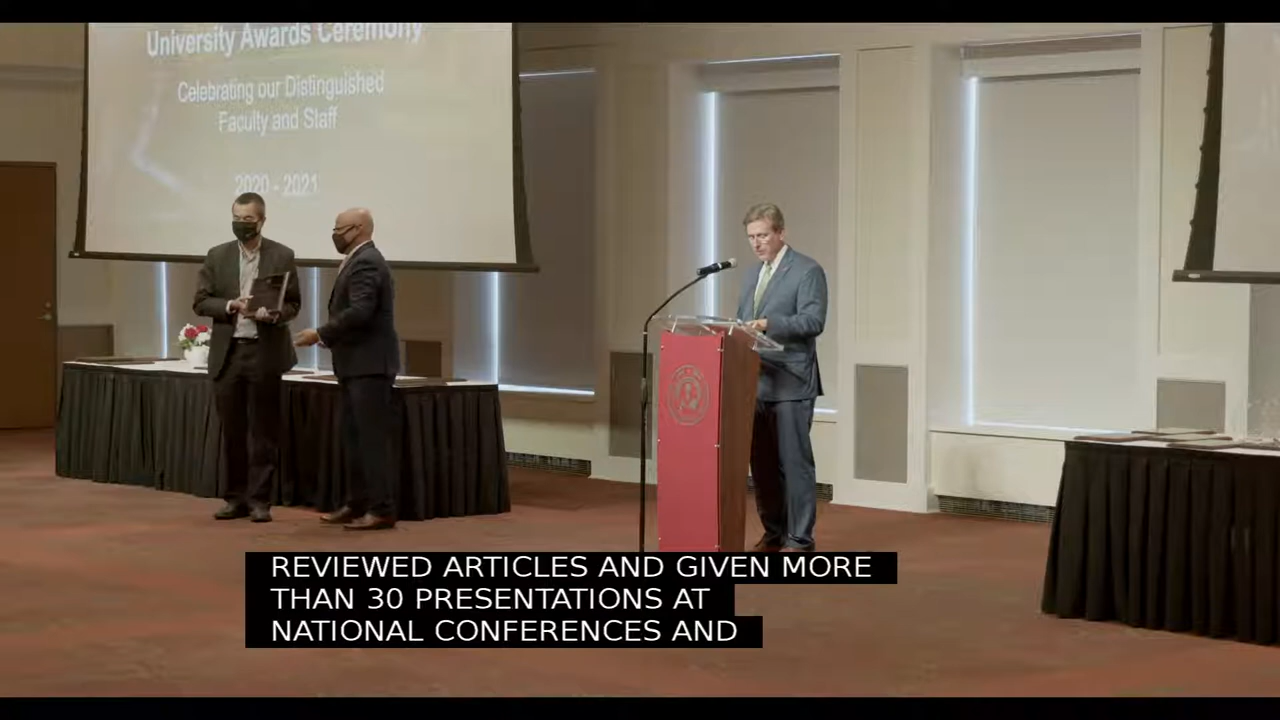 University Awards Ceremony
Celebrating our Distinguished
Faculty and Staff
2020 - 2021
REVIEWED ARTICLES AND GIVEN MORE
THAN 30 PRESENTATIONS AT
NATIONAL CONFERENCES AND